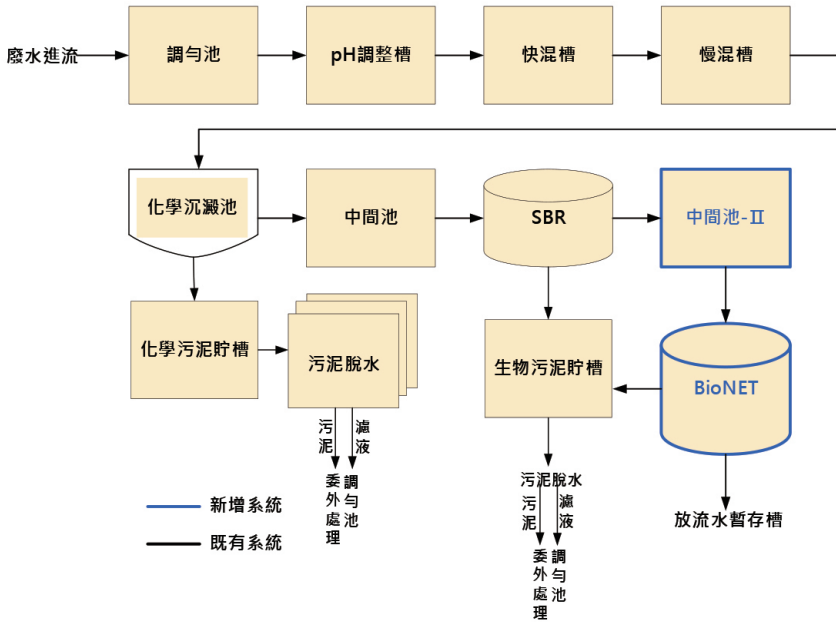 廢水進流
調勻池
pH調整槽
快混槽
慢混槽
化學沉澱池
中間池
SBR
中間池-Ⅱ
化學污泥貯槽
污泥脫水
生物污泥貯槽
BioNET
污泥
濾液
委外處理
調勻池
污泥脫水
污泥
濾液
委外處理
調勻池
放流水暫存槽
新增系統
既有系統